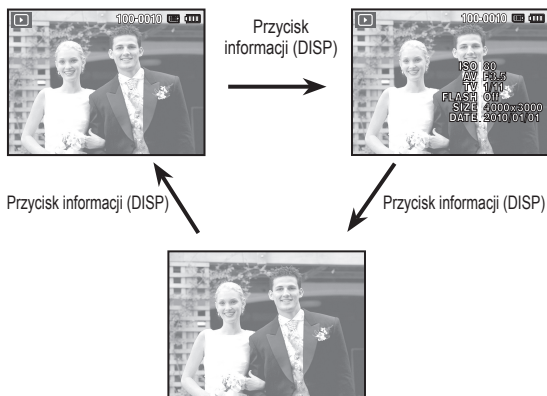 100-0010
Przycisk
informacji (DISP)
100-0010
ISO 80
AV F3.5
TV 1/11
FLASH Off
SIZE 4000x3000
DATE 2010/01/01
Przycisk informacji (DISP)
Przycisk informacji (DISP)